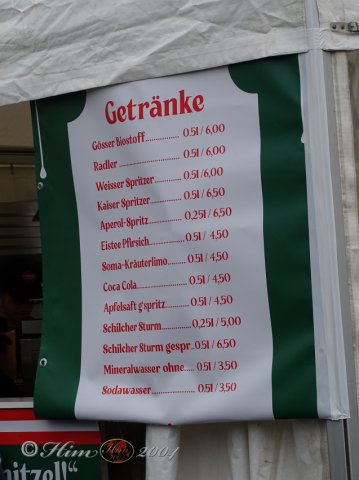 Getränke
Gösser Biostoff............ 0.5l / 6,00
Radler ..................... 0.5l / 6,00
Weisser Spritzer......... 0.5l/6,00
Kaiser Spritzer.......... 0.5l / 6,50
Aperol-Spritz............ 0,25l / 6,50
Eistee Pfirsich............ 0.5l / 4,50
Soma-Kräuterlimo....... 0.5l / 4,50
Coca Cola.................. 0.5l / 4,50
Apfelsaft g'spritz........ 0.5l / 4,50
Schilcher Sturm............ 0,25l / 5,00
Schilcher Sturm gespr..0.5l / 6,50
Mineralwasser ohne.... 0.5l / 3,50
Sodawasser............... 0.5l / 3,50
©Him 2004
nitzel"